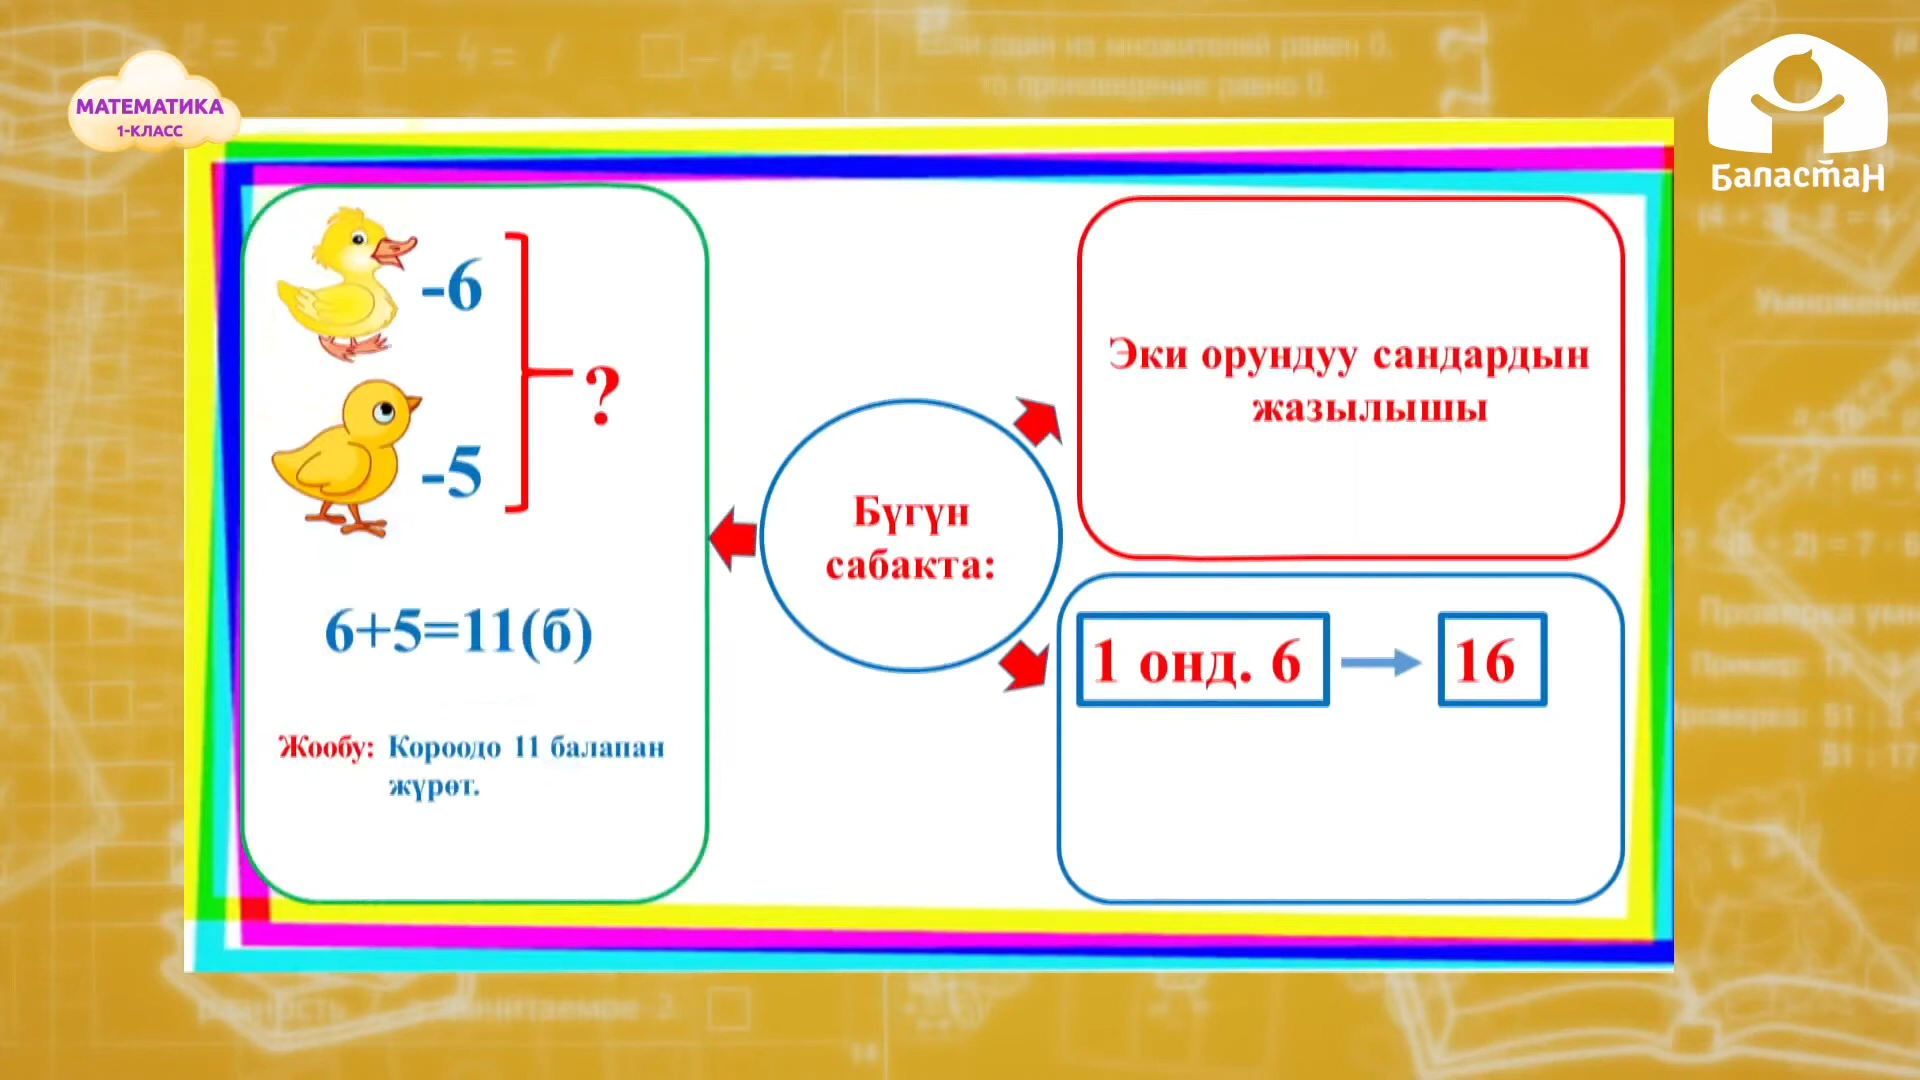 МАТЕМАТИКА
1-КЛАСС
Баластан
-6
-5
?
6+5=11(б)
Жообу: Короодо 11 балапан
жүрөт.
Бүгүн
сабакта:
Эки орундуу сандардын
жазылышы
1 онд. 6
16